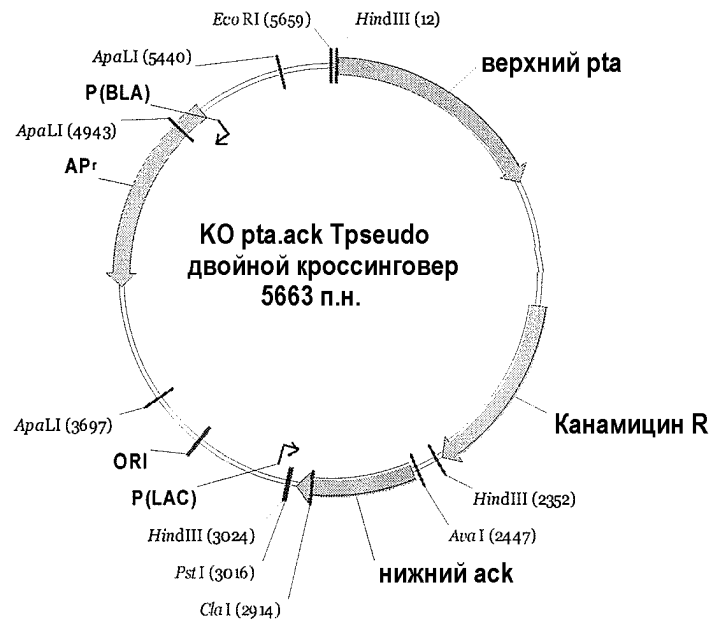 EcoRI (5659)
HindIII (12)
ApaLI (5440)
верхний pta
P(BLA)
ApaLI (4943)
APr
KO pta.ack Tpseudo
двойной кроссинговер
5663 п.н.
ApaLI (3697)
Канамицин R
ORI
P(LAC)
HindIII (2352)
HindIII (3024)
AvaI (2447)
PstI (3016)
нижний ack
ClaI (2914)